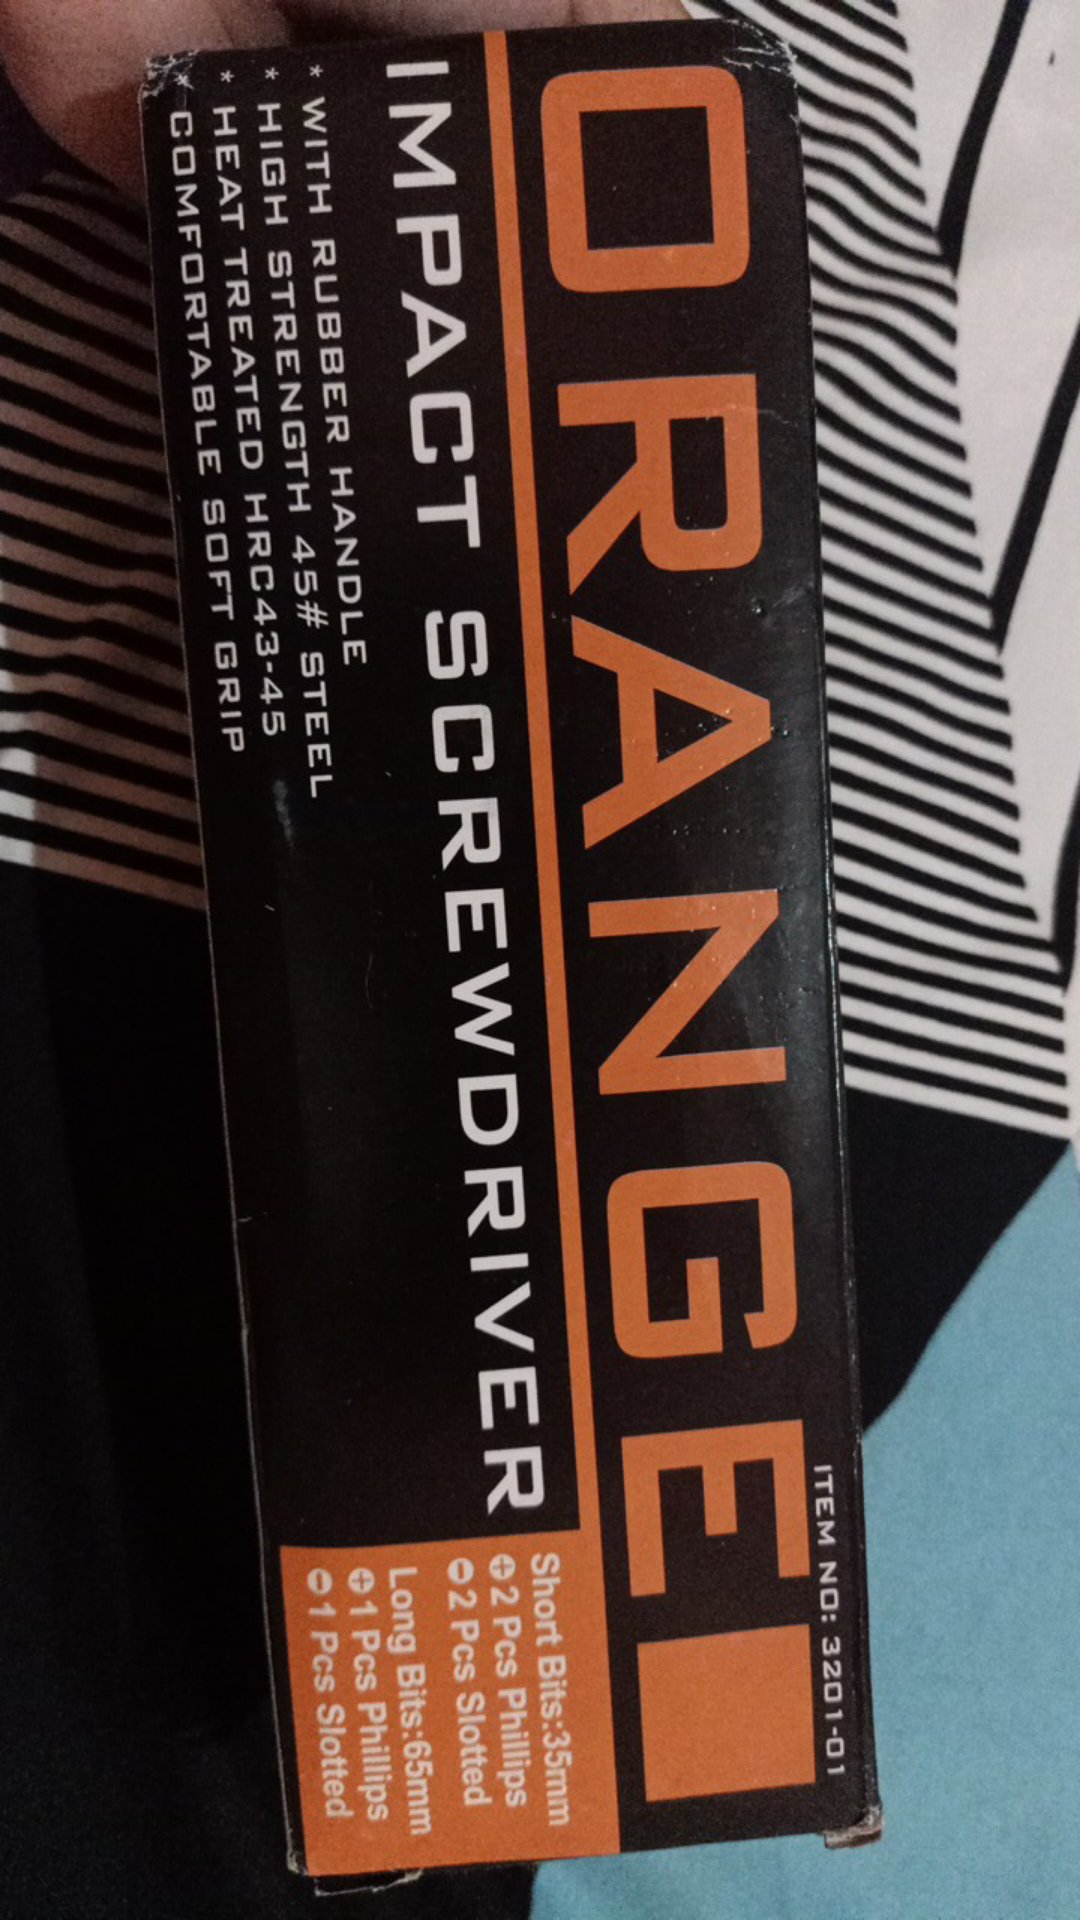 ITEM NO: 3201-01
ORANGE
IMPACT SCREWDRIVER
* WITH RUBBER HANDLE
* HIGH STRENGTH 45# STEEL
* HEAT TREATED HRC43-45
* COMFORTABLE SOFT GRIP
Short Bits:35mm
⊕2 Pcs Phillips
⊖2 Pcs Slotted
Long Bits:65mm
⊕1 Pcs Phillips
⊖1 Pcs Slotted